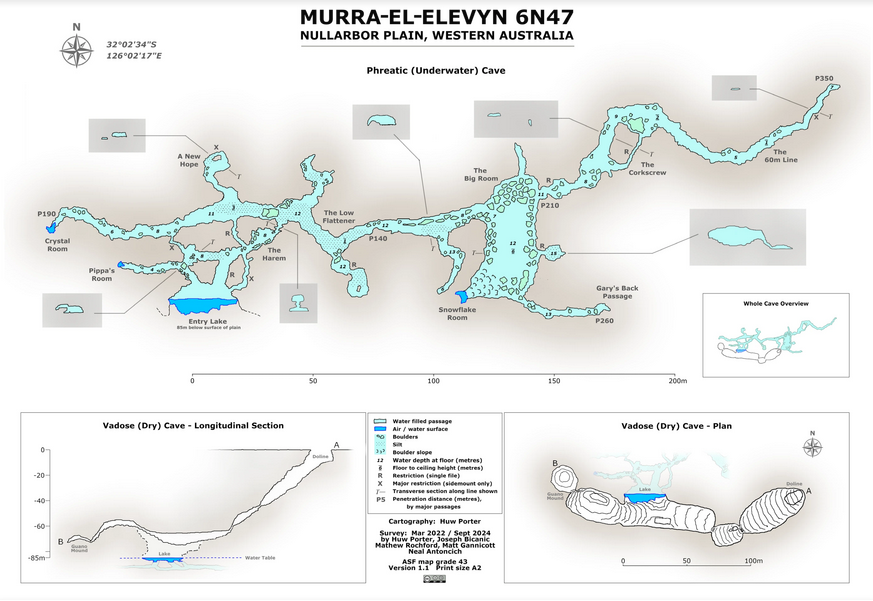 MURRA-EL-ELEVYN 6N47
NULLARBOR PLAIN, WESTERN AUSTRALIA
N
32°02'34"S
126°02'17"E
Phreatic (Underwater) Cave
P350
A New
Hope
X
T
The
Big Room
R
P210
The
Corkscrew
The
60m Line
X
T
P190
Crystal
Room
Pippa's
Room
The Low
Flattener
P140
The
Harem
Entry Lake
85m below surface of plain
Snowflake
Room
Gary's Back
Passage
P260
Whole Cave Overview
0 50 100 150 200m
Vadose (Dry) Cave - Longitudinal Section
A
Doline
0
-20
-40
-60
-85m
B
Guano
Mound
Lake
Water Table
Water filled passage
Air / water surface
Boulders
Silt
Boulder slope
12 Water depth at floor (metres)
Floor to ceiling height (metres)
R Restriction (single file)
X Major restriction (sidemount only)
T Transverse section along line shown
P5 Penetration distance (metres),
by major passages
Cartography: Huw Porter
Survey: Mar 2022 / Sept 2024
by Huw Porter, Joseph Bicanic
Mathew Rochford, Matt Gannicott
Neal Antoncich
ASF map grade 43
Version 1.1 Print size A2
Vadose (Dry) Cave - Plan
N
B
Guano
Mound
Lake
Doline
A
0 50 100m